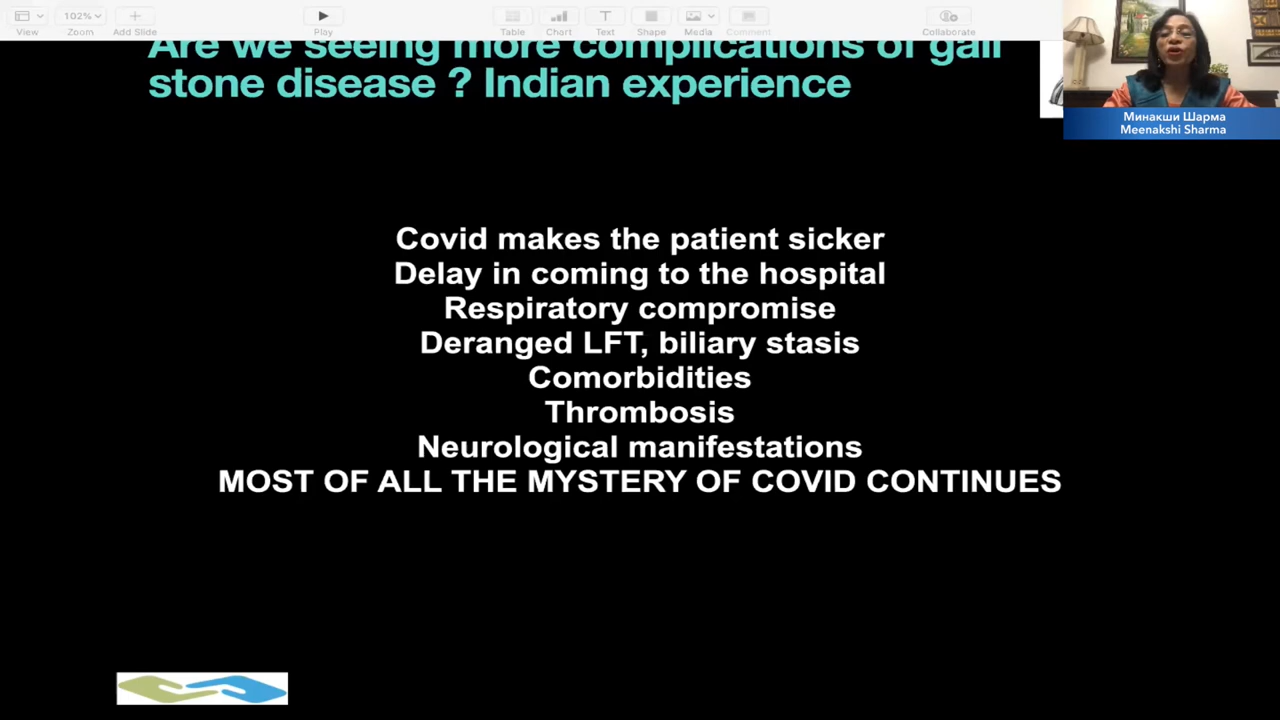 102%
View
Zoom
Add Slide
Play
Table
Chart
Text
Shape
Media
Comment
Collaborate
Are we seeing more complications of gall
stone disease ? Indian experience
Минакши Шарма
Meenakshi Sharma
Covid makes the patient sicker
Delay in coming to the hospital
Respiratory compromise
Deranged LFT, biliary stasis
Comorbidities
Thrombosis
Neurological manifestations
MOST OF ALL THE MYSTERY OF COVID CONTINUES